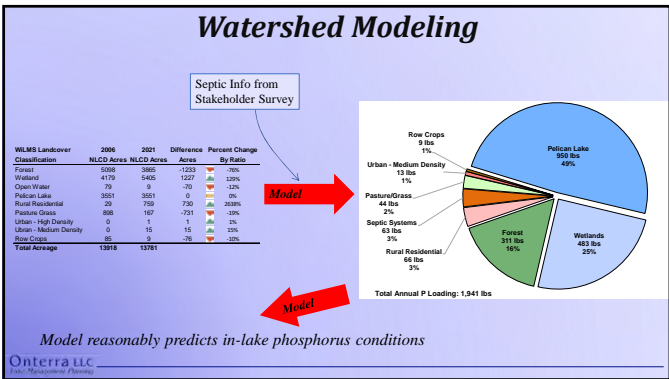 Watershed Modeling
Septic Info from
Stakeholder Survey
WiLMS Landcover 2006 2021 Difference Percent Change
Classification NLCD Acres NLCD Acres Acres By Ratio
Forest 5098 3865 -1233 -76%
Wetland 4179 5405 1227 129%
Open Water 79 9 -70 -12%
Pelican Lake 3551 3551 0 0%
Rural Residential 29 759 730 2638%
Pasture Grass 898 167 -731 -19%
Urban - High Density 0 1 1 1%
Ubran - Medium Density 0 15 15 15%
Row Crops 85 9 -76 -10%
Total Acreage 13918 13781
Model
Row Crops
9 lbs
1%
Urban - Medium Density
13 lbs
1%
Pasture/Grass
44 lbs
2%
Septic Systems
63 lbs
3%
Rural Residential
66 lbs
3%
Forest
311 lbs
16%
Wetlands
483 lbs
25%
Pelican Lake
950 lbs
49%
Total Annual P Loading: 1,941 lbs
Model
Model reasonably predicts in-lake phosphorus conditions
Onterra LLC
Lake Management Planning